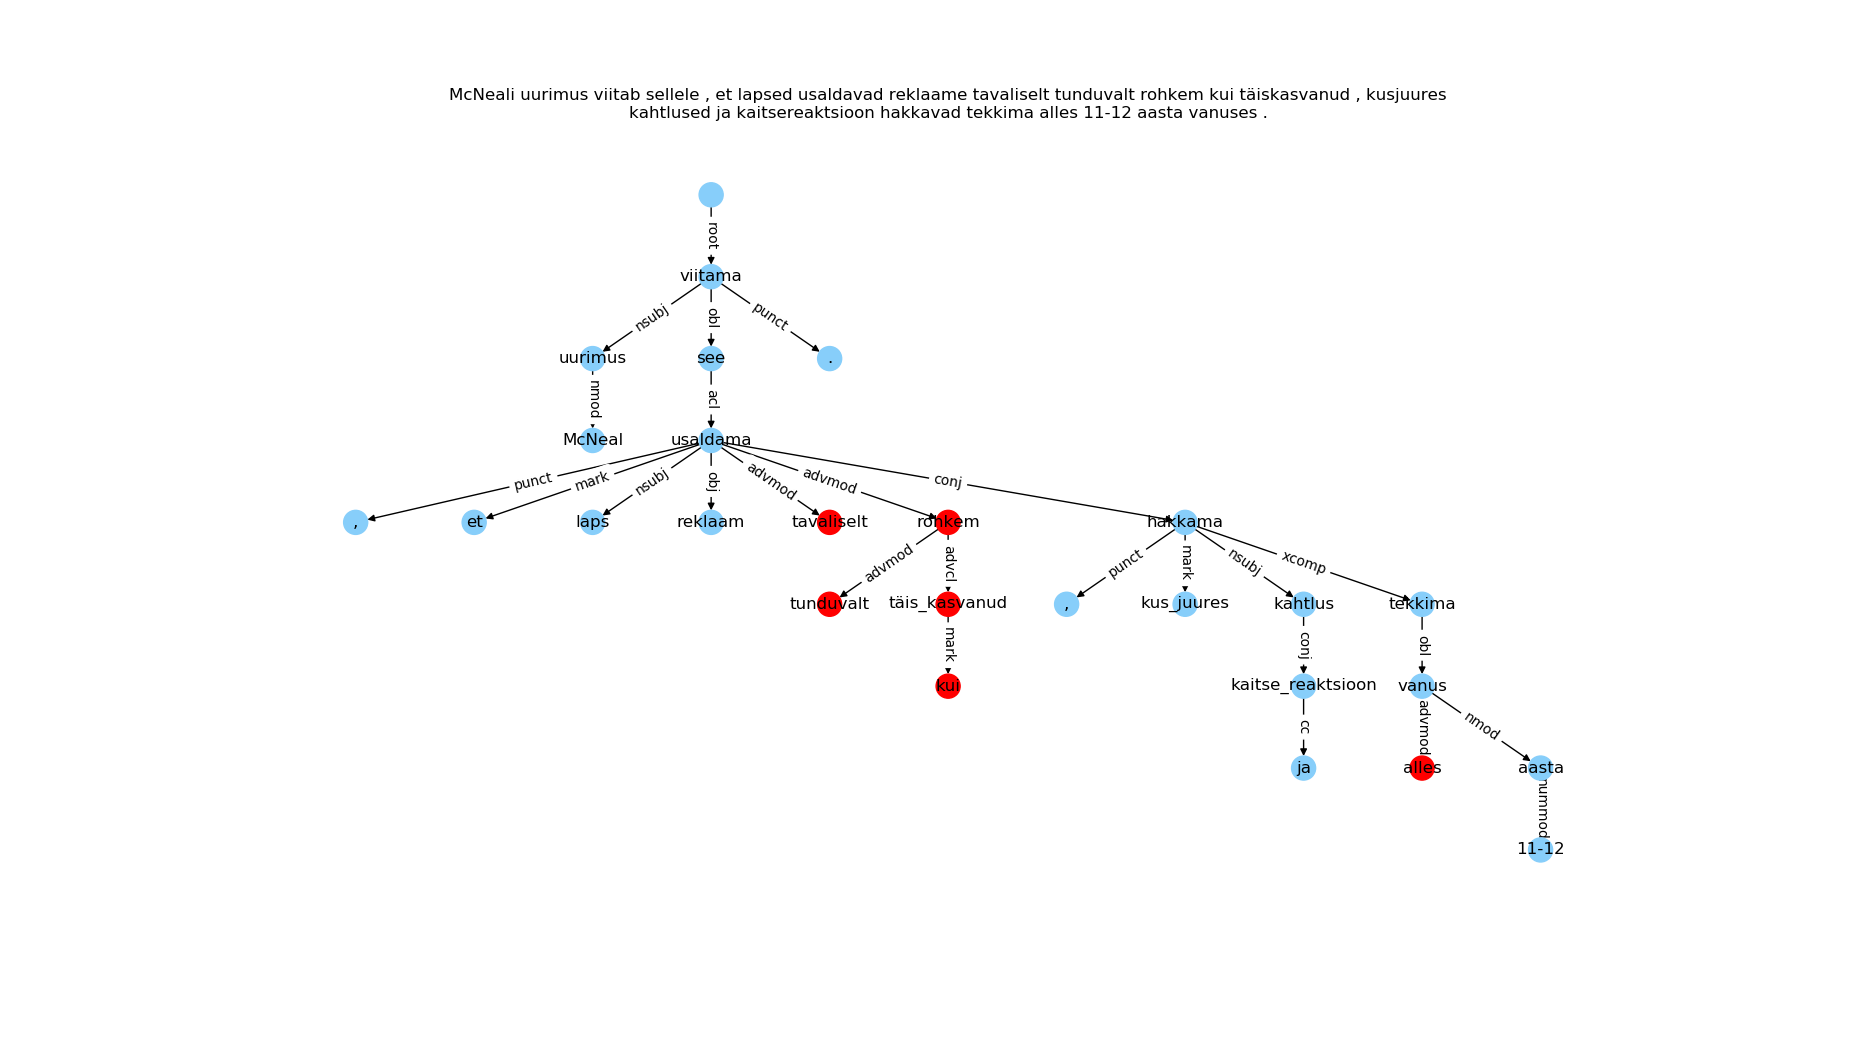 McNeali uurimus viitab sellele , et lapsed usaldavad reklaame tavaliselt tunduvalt rohkem kui täiskasvanud , kusjuures
kahtlused ja kaitsereaktsioon hakkavad tekkima alles 11-12 aasta vanuses .
root
viitama
nsubj obl punct
uurimus see .
nmod acl
McNeal usaldama
punct mark nsubj obj advmod advmod conj
, et laps reklaam tavaliselt rohkem hakkama
advmod advcl punct mark nsubj xcomp
tunduvalt täis_kasvanud , kus_juures kahtlus tekkima
mark conj obl
kui kaitse_reaktsioon vanus
cc advmod nmod
ja alles aasta
nummod
11-12